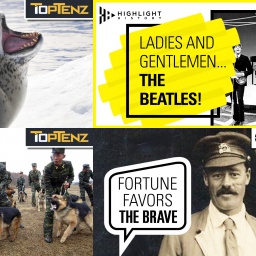 TOPTENZ
HIGHLIGHT
HISTORY
LADIES AND
GENTLEMEN...
THE
BEATLES!
TOPTENZ
FORTUNE
FAVORS
THE BRAVE